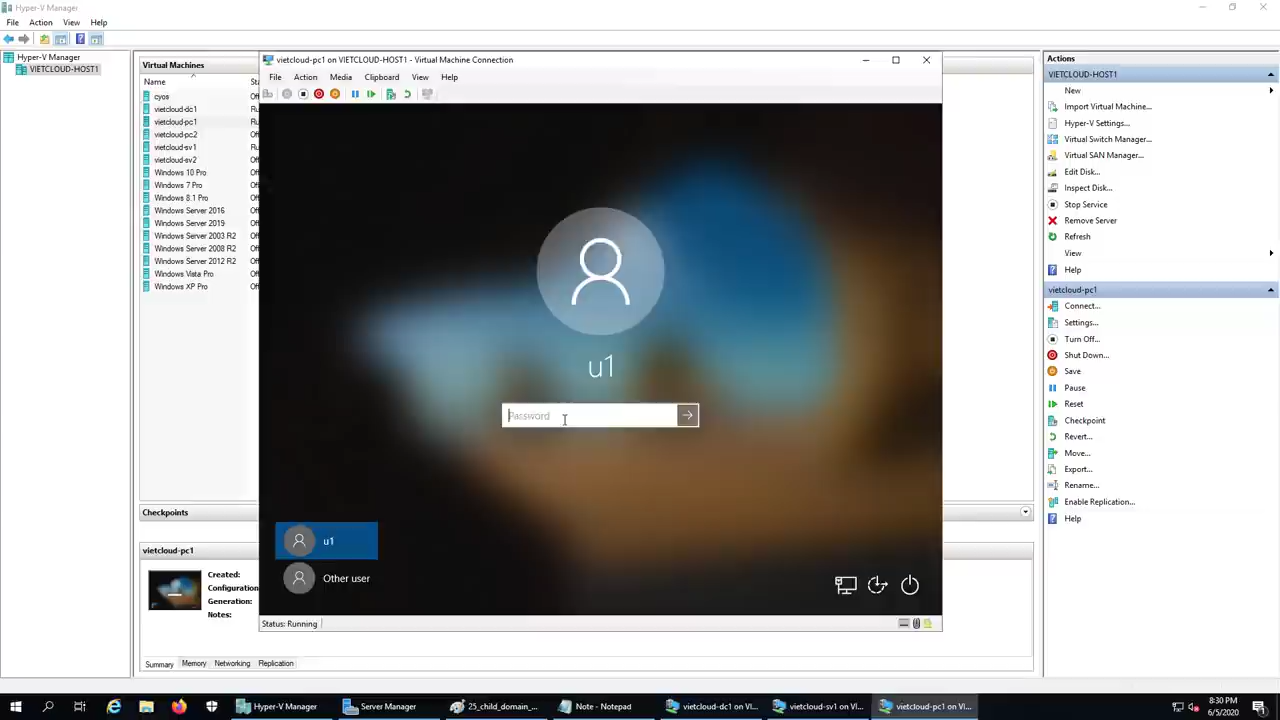 Hyper-V Manager
File Action View Help
Hyper-V Manager
VIETCLOUD-HOST1
Virtual Machines
Name
cyos
vietcloud-dc1
vietcloud-pc1
vietcloud-pc2
vietcloud-sv1
vietcloud-sv2
Windows 10 Pro
Windows 7 Pro
Windows 8.1 Pro
Windows Server 2016
Windows Server 2019
Windows Server 2003 R2
Windows Server 2008 R2
Windows Server 2012 R2
Windows Vista Pro
Windows XP Pro
Checkpoints
vietcloud-pc1
Created:
Configuration
Generation:
Notes:
Summary Memory Networking Replication
vietcloud-pc1 on VIETCLOUD-HOST1 - Virtual Machine Connection
File Action Media Clipboard View Help
u1
Password
u1
Other user
Status: Running
Actions
VIETCLOUD-HOST1
New
Import Virtual Machine...
Hyper-V Settings...
Virtual Switch Manager...
Virtual SAN Manager...
Edit Disk...
Inspect Disk...
Stop Service
Remove Server
Refresh
View
Help
vietcloud-pc1
Connect...
Settings...
Turn Off...
Shut Down...
Save
Pause
Reset
Checkpoint
Revert...
Move...
Export...
Rename...
Enable Replication...
Help
Hyper-V Manager
Server Manager
25_child_domain_...
Note - Notepad
vietcloud-dc1 on VI...
vietcloud-sv1 on VI...
vietcloud-pc1 on VI...
8:30 PM
6/5/2020